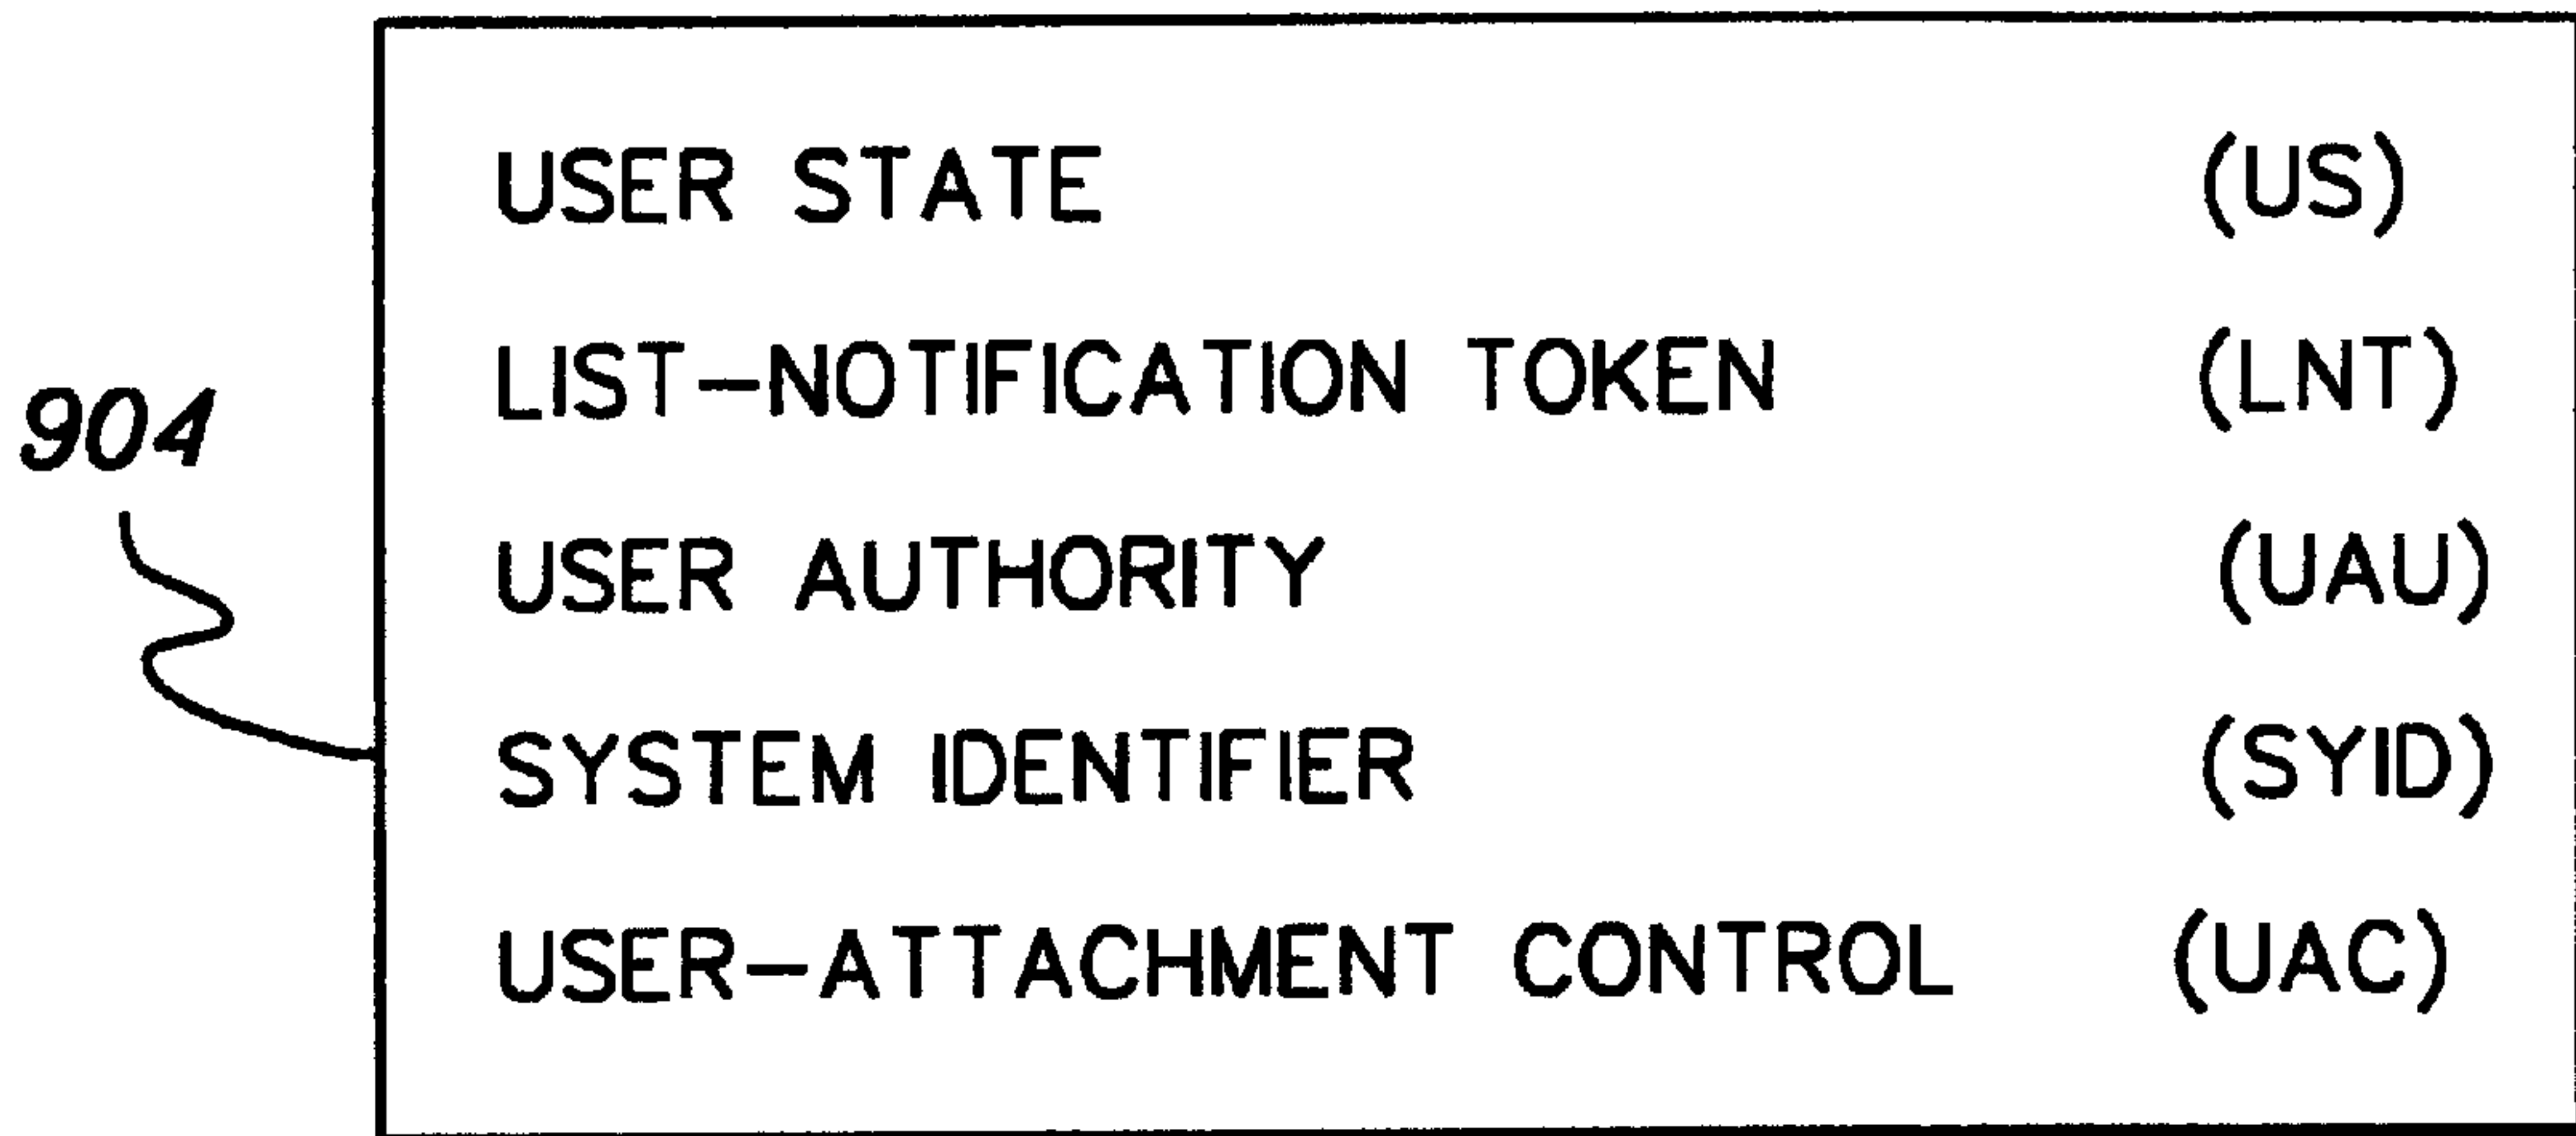 USER STATE (US)
LIST-NOTIFICATION TOKEN (LNT)
904
USER AUTHORITY (UAU)
SYSTEM IDENTIFIER (SYID)
USER-ATTACHMENT CONTROL (UAC)